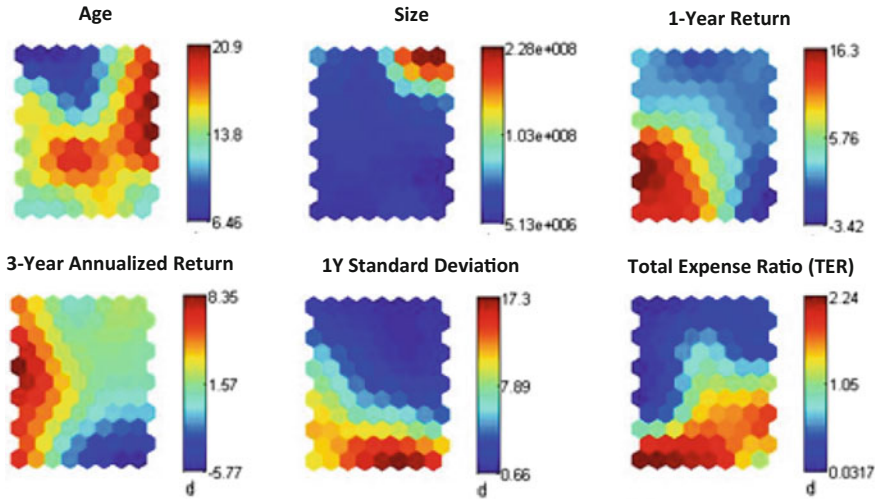 Age
20.9
13.8
6.46
Size
2.28e+008
1.03e+008
5.13e+006
1-Year Return
16.3
5.76
-3.42
3-Year Annualized Return
8.35
1.57
-5.77
d
1Y Standard Deviation
17.3
7.89
0.66
d
Total Expense Ratio (TER)
2.24
1.05
0.0317
d